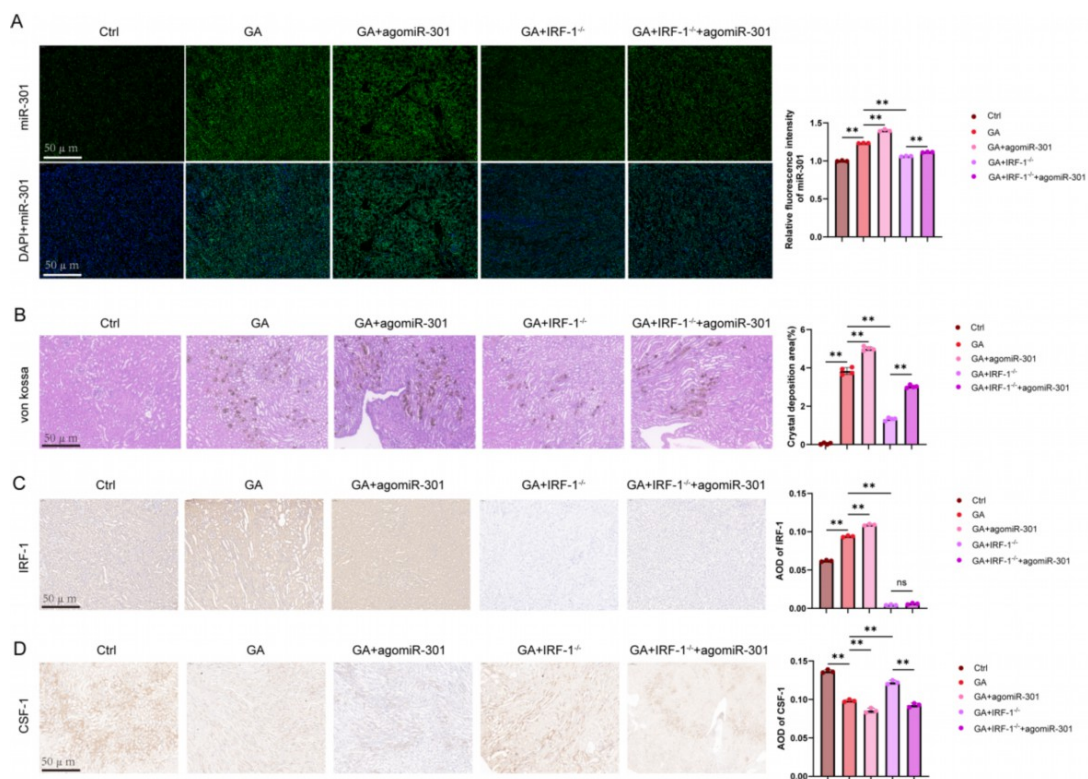 A
Ctrl GA GA+agomiR-301 GA+IRF-1-/- GA+IRF-1-/-+agomiR-301
miR-301
50 μ m
DAPI+miR-301
50 μ m
Relative fluorescence intensity
of miR-301
1.5
1.0
0.5
0.0
** ** ** **
Ctrl
GA
GA+agomiR-301
GA+IRF-1-/-
GA+IRF-1-/-+agomiR-301
B
Ctrl GA GA+agomiR-301 GA+IRF-1-/- GA+IRF-1-/-+agomiR-301
von kossa
50 μ m
Crystal deposition area(%)
6
4
2
0
** ** ** **
Ctrl
GA
GA+agomiR-301
GA+IRF-1-/-
GA+IRF-1-/-+agomiR-301
C
Ctrl GA GA+agomiR-301 GA+IRF-1-/- GA+IRF-1-/-+agomiR-301
IRF-1
50 μ m
AOD of IRF-1
0.15
0.10
0.05
0.00
** ** ** ns
Ctrl
GA
GA+agomiR-301
GA+IRF-1-/-
GA+IRF-1-/-+agomiR-301
D
Ctrl GA GA+agomiR-301 GA+IRF-1-/- GA+IRF-1-/-+agomiR-301
CSF-1
50 μ m
AOD of CSF-1
0.15
0.10
0.05
0.00
** ** ** **
Ctrl
GA
GA+agomiR-301
GA+IRF-1-/-
GA+IRF-1-/-+agomiR-301